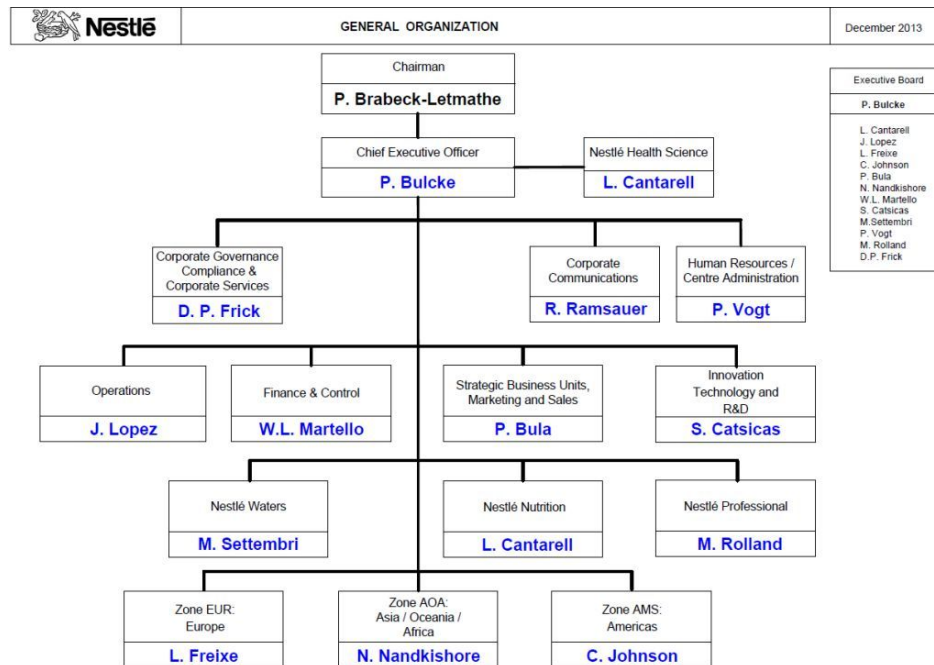 Nestlé
GENERAL ORGANIZATION
December 2013
Chairman
P. Brabeck-Letmathe
Executive Board
P. Bulcke
L. Cantarell
J. Lopez
L. Freixe
C. Johnson
P. Bula
N. Nandkishore
W.L. Martello
S. Catsicas
M.Settembri
P. Vogt
M. Rolland
D.P. Frick
Chief Executive Officer
P. Bulcke
Nestlé Health Science
L. Cantarell
Corporate Governance
Compliance &
Corporate Services
D. P. Frick
Corporate
Communications
R. Ramsauer
Human Resources /
Centre Administration
P. Vogt
Operations
J. Lopez
Finance & Control
W.L. Martello
Strategic Business Units,
Marketing and Sales
P. Bula
Innovation
Technology and
R&D
S. Catsicas
Nestlé Waters
M. Settembri
Nestlé Nutrition
L. Cantarell
Nestlé Professional
M. Rolland
Zone EUR:
Europe
L. Freixe
Zone AOA:
Asia / Oceania /
Africa
N. Nandkishore
Zone AMS:
Americas
C. Johnson